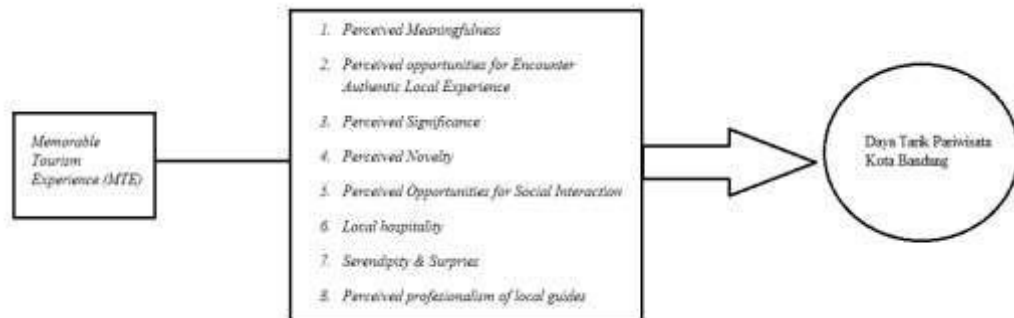 Memorable
Tourism
Experience (MTE)
1. Perceived Meaningfulness
2. Perceived opportunities for Encounter
Authentic Local Experience
3. Perceived Significance
4. Perceived Novelty
5. Perceived Opportunities for Social Interaction
6. Local hospitality
7. Serendipity & Surpries
8. Perceived profesionalism of local guides
Daya Tarik Pariwisata
Kota Bandung